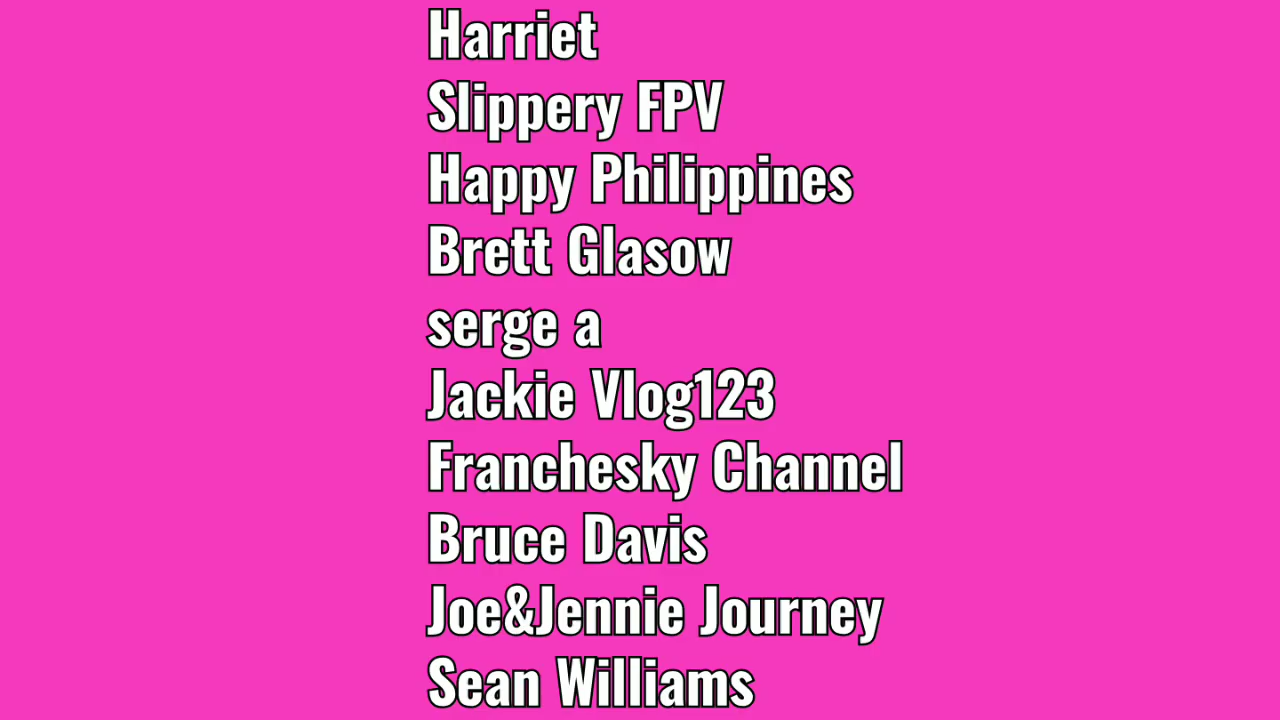 Harriet
Slippery FPV
Happy Philippines
Brett Glasow
serge a
Jackie Vlog123
Franchesky Channel
Bruce Davis
Joe&Jennie Journey
Sean Williams